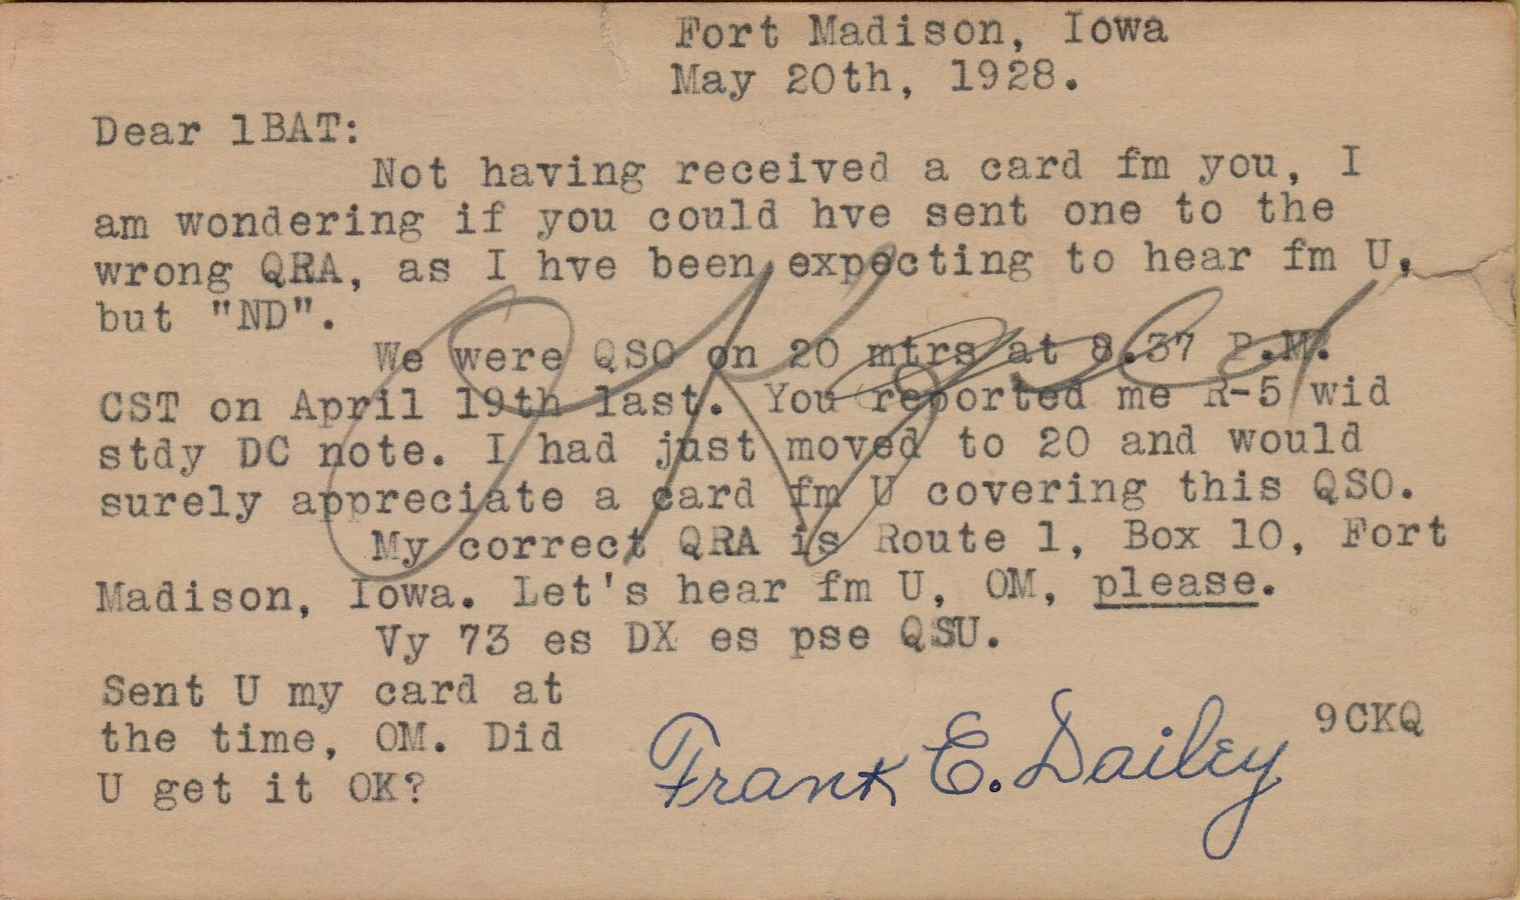 Fort Madison, Iowa
May 20th, 1928.
Dear 1BAT:
Not having received a card fm you, I
am wondering if you could hve sent one to the
wrong QRA, as I hve been expecting to hear fm U,
but "ND".
We were QSO on 20 mtrs at 8.37 P.M.
CST on April 19th last. You reported me R-5 wid
stdy DC note. I had just moved to 20 and would
surely appreciate a card fm U covering this QSO.
My correct QRA is Route 1, Box 10, Fort
Madison, Iowa. Let's hear fm U, OM, please.
Vy 73 es DX es pse QSU.
Sent U my card at
the time, OM. Did
U get it OK?
Frank E. Dailey 9CKQ